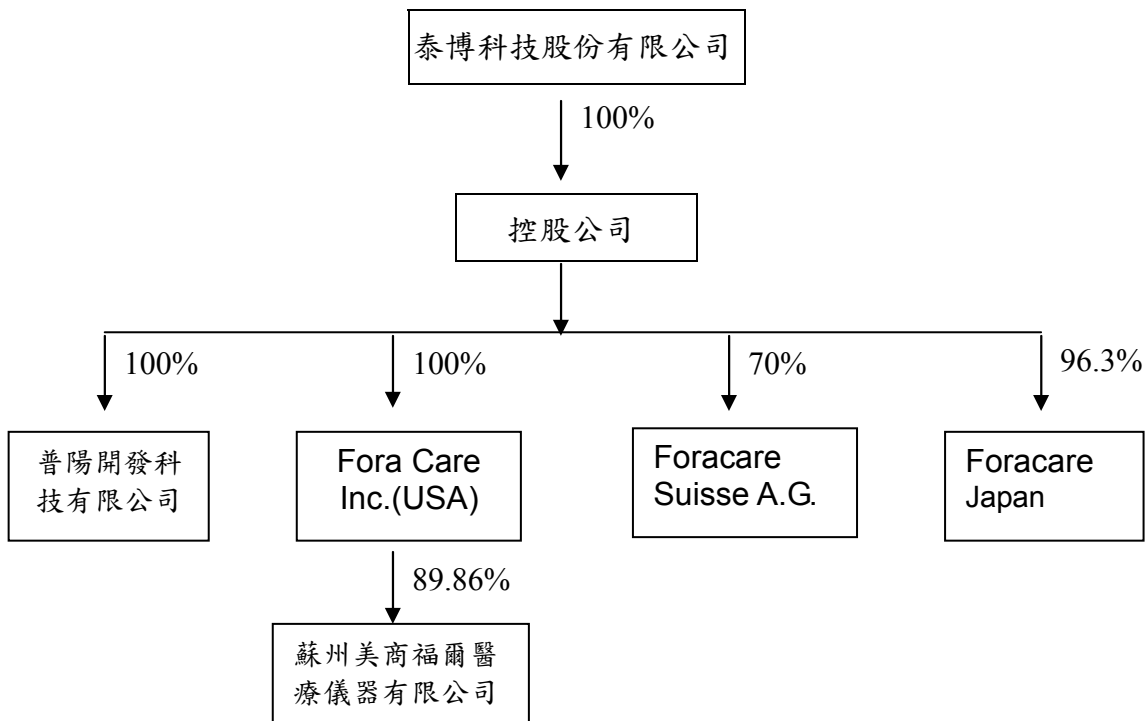 泰博科技股份有限公司
100%
控股公司
100%
100%
70%
96.3%
普陽開發科
技有限公司
Fora Care
Inc.(USA)
Foracare
Suisse A.G.
Foracare
Japan
89.86%
蘇州美商福爾醫
療儀器有限公司